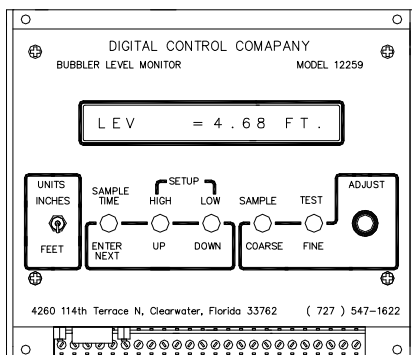 DIGITAL CONTROL COMAPANY
BUBBLER LEVEL MONITOR MODEL 12259
LEV = 4.68 FT.
UNITS
INCHES
FEET
SAMPLE
TIME
SETUP
HIGH LOW
SAMPLE TEST
ADJUST
ENTER
NEXT
UP DOWN
COARSE FINE
4260 114th Terrace N, Clearwater, Florida 33762 ( 727 ) 547-1622